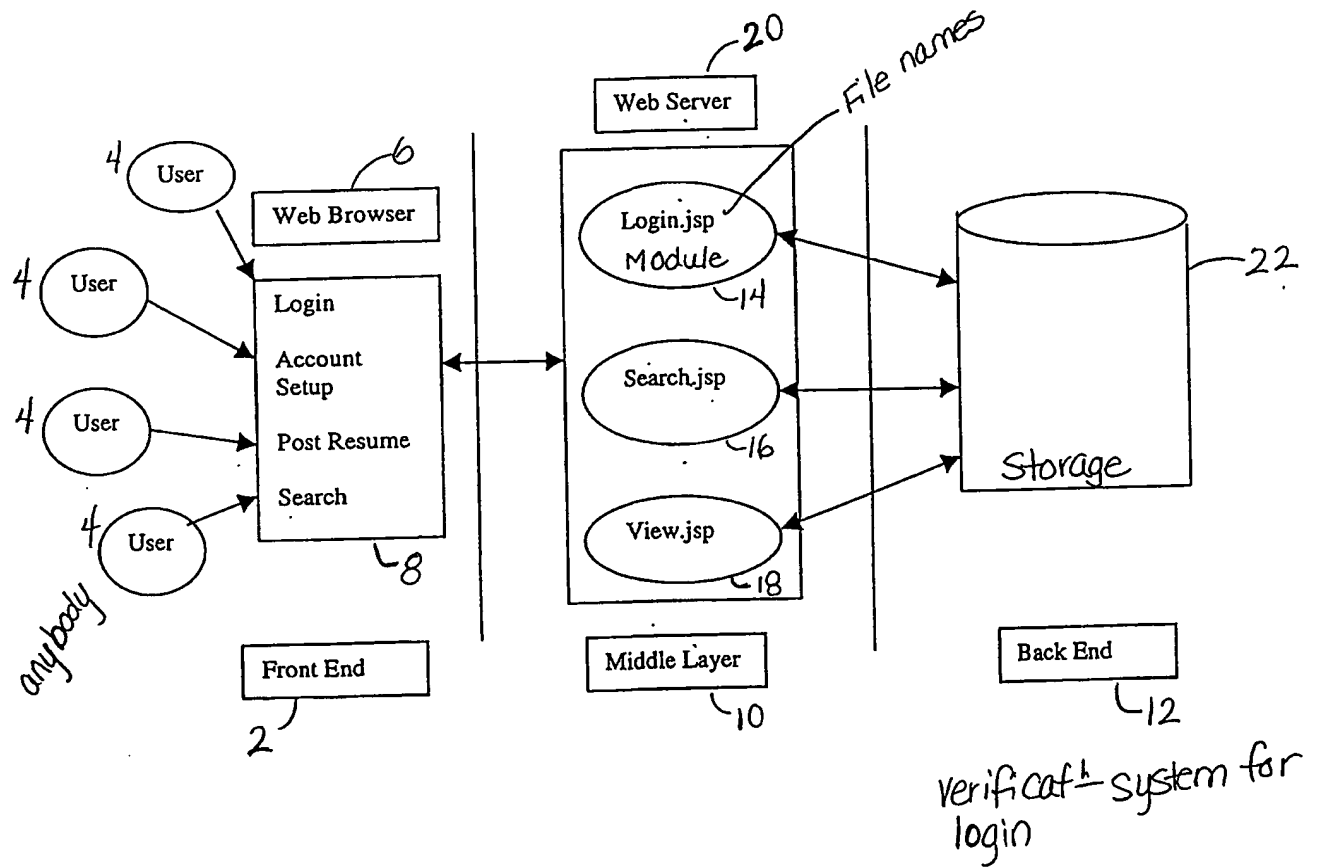 20
Web Server
File names
4
User
6
Web Browser
Login.jsp
Module
14
4
User
Login
Account
Setup
Post Resume
Search
8
22
Search.jsp
16
4
User
Storage
4
User
anybody
View.jsp
18
Front End
2
Middle Layer
10
Back End
12
system for
login